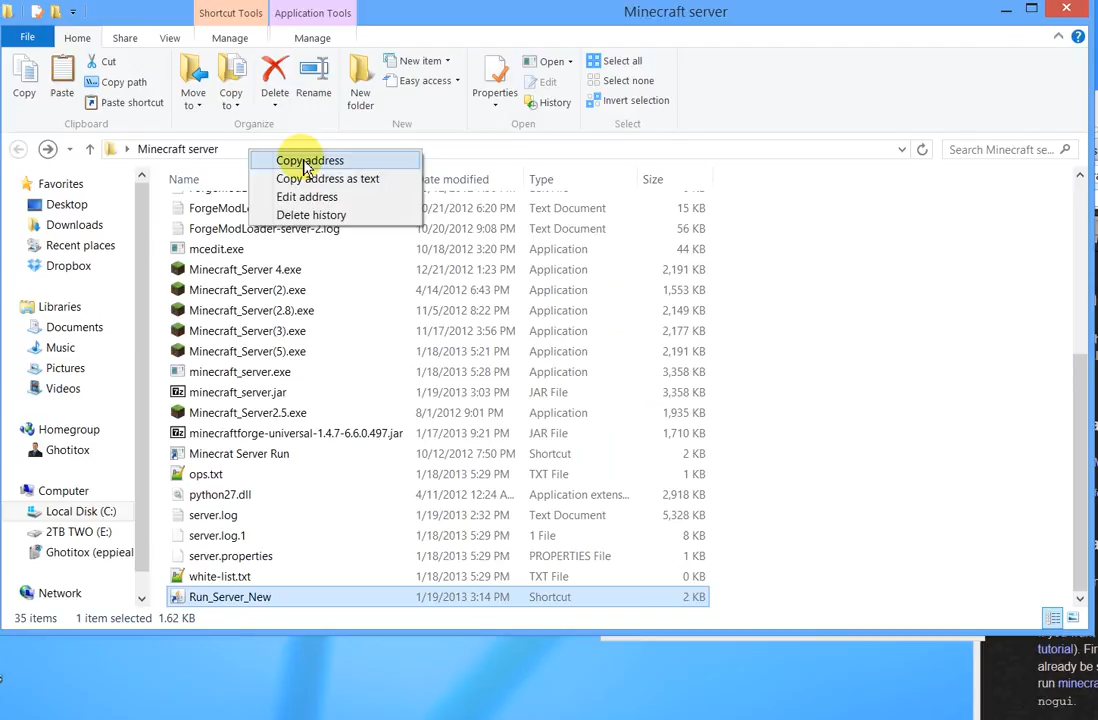 Shortcut Tools Application Tools Minecraft server
File Home Share View Manage Manage
Copy
Paste
Cut
Copy path
Paste shortcut
Clipboard
Move to
Copy to
Delete
Rename
Organize
New folder
New item
Easy access
New
Properties
Open
Edit
History
Open
Select all
Select none
Invert selection
Select
Minecraft server
Search Minecraft se...
Copy address
Copy address as text
Edit address
Delete history
Favorites
Desktop
Downloads
Recent places
Dropbox
Libraries
Documents
Music
Pictures
Videos
Homegroup
Ghotitox
Computer
Local Disk (C:)
2TB TWO (E:)
Ghotitox (eppieal
Network
Name Date modified Type Size
10/21/2012 6:20 PM Text Document 15 KB
ForgeModLoader-server-2.log 10/20/2012 9:08 PM Text Document 56 KB
mcedit.exe 10/18/2012 3:20 PM Application 44 KB
Minecraft_Server 4.exe 12/21/2012 1:23 PM Application 2,191 KB
Minecraft_Server(2).exe 4/14/2012 6:43 PM Application 1,553 KB
Minecraft_Server(2.8).exe 11/5/2012 8:22 PM Application 2,149 KB
Minecraft_Server(3).exe 11/17/2012 3:56 PM Application 2,177 KB
Minecraft_Server(5).exe 1/18/2013 5:21 PM Application 2,191 KB
minecraft_server.exe 1/18/2013 5:28 PM Application 3,358 KB
minecraft_server.jar 1/19/2013 3:03 PM JAR File 3,358 KB
Minecraft_Server2.5.exe 8/1/2012 9:01 PM Application 1,935 KB
minecraftforge-universal-1.4.7-6.6.0.497.jar 1/17/2013 9:21 PM JAR File 1,710 KB
Minecrat Server Run 10/12/2012 7:50 PM Shortcut 2 KB
ops.txt 1/18/2013 5:29 PM TXT File 1 KB
python27.dll 4/11/2012 12:24 A... Application extens... 2,918 KB
server.log 1/19/2013 2:32 PM Text Document 5,328 KB
server.log.1 1/18/2013 5:29 PM 1 File 8 KB
server.properties 1/18/2013 5:29 PM PROPERTIES File 1 KB
white-list.txt 1/18/2013 5:29 PM TXT File 0 KB
Run_Server_New 1/19/2013 3:14 PM Shortcut 2 KB
35 items 1 item selected 1.62 KB
tutorial). Fir
already be s
run minecra
nogui.